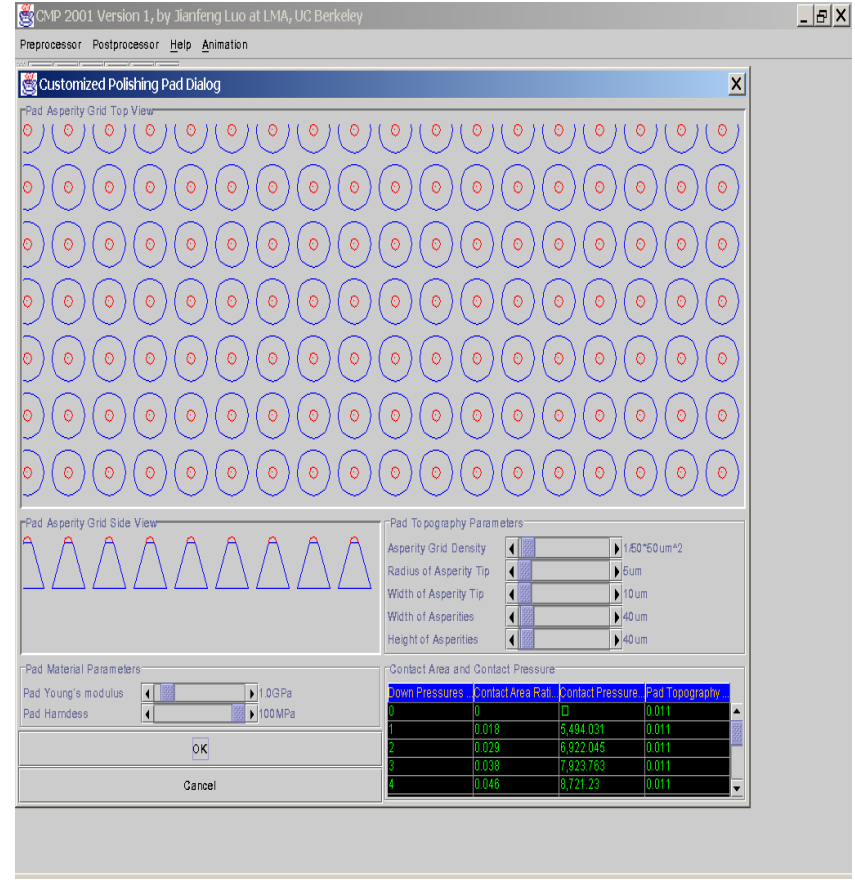 CMP 2001 Version 1, by Jianfeng Luo at LMA, UC Berkeley
Preprocessor Postprocessor Help Animation
Customized Polishing Pad Dialog
Pad Asperity Grid Top View
Pad Asperity Grid Side View
Pad Topography Parameters
Asperity Grid Density 1/50*50um^2
Radius of Asperity Tip 5um
Width of Asperity Tip 10um
Width of Asperities 40um
Height of Asperities 40um
Pad Material Parameters
Pad Young's modulus 1.0GPa
Pad Harndess 100MPa
OK
Cancel
Contact Area and Contact Pressure
Down Pressures ... Contact Area Rati... Contact Pressure... Pad Topography ...
0 0 □ 0.011
1 0.018 5,494.031 0.011
2 0.029 6,922.045 0.011
3 0.038 7,923.763 0.011
4 0.046 8,721.23 0.011